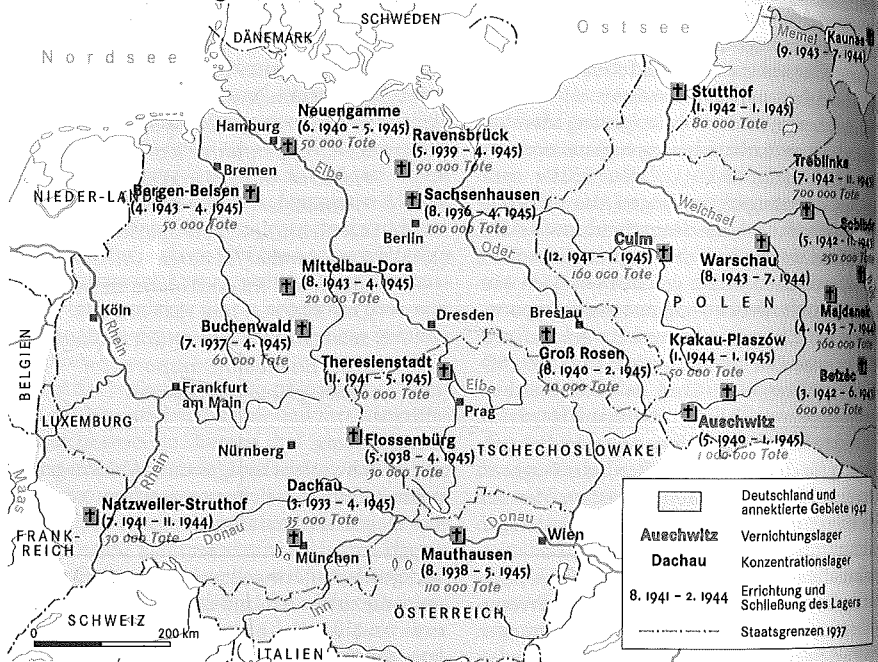 SCHWEDEN
DÄNEMARK
Ostsee
Nordsee
Memel
Kaunas
(9. 1943 – 7. 1944)
Stutthof
(1. 1942 – 1. 1945)
80 000 Tote
Neuengamme
(6. 1940 – 5. 1945)
50 000 Tote
Hamburg
Ravensbrück
(5. 1939 – 4. 1945)
90 000 Tote
Bremen
Elbe
Treblinka
(7. 1942 – 11. 1943)
700 000 Tote
NIEDER-LANDE
Bergen-Belsen
(4. 1943 – 4. 1945)
50 000 Tote
Sachsenhausen
(8. 1936 – 4. 1945)
100 000 Tote
Berlin
Weichsel
Sobibór
(5. 1942 – 11. 1943)
250 000 Tote
Oder
Culm
(12. 1941 – 1. 1945)
160 000 Tote
Warschau
(8. 1943 – 7. 1944)
POLEN
Mittelbau-Dora
(8. 1943 – 4. 1945)
20 000 Tote
Majdanek
(4. 1943 – 7. 1944)
360 000 Tote
Köln
Rhein
Dresden
Breslau
Buchenwald
(7. 1937 – 4. 1945)
60 000 Tote
Groß Rosen
(8. 1940 – 2. 1945)
40 000 Tote
Krakau-Plaszów
(1. 1944 – 1. 1945)
50 000 Tote
BELGIEN
Theresienstadt
(11. 1941 – 5. 1945)
Elbe
Belzéc
(3. 1942 – 6. 1943)
600 000 Tote
Frankfurt
am Main
Prag
LUXEMBURG
Auschwitz
(5. 1940 – 1. 1945)
1 000 000 Tote
Nürnberg
Flossenbürg
(5. 1938 – 4. 1945)
30 000 Tote
TSCHECHOSLOWAKEI
Rhein
Maas
Dachau
(3. 1933 – 4. 1945)
35 000 Tote
Natzweiler-Struthof
(7. 1941 – 11. 1944)
FRANK-
REICH
Donau
Donau
Wien
München
Mauthausen
(8. 1938 – 5. 1945)
110 000 Tote
Inn
ÖSTERREICH
SCHWEIZ
0
200 km
ITALIEN
Deutschland und
annektierte Gebiete 1942
Auschwitz Vernichtungslager
Dachau Konzentrationslager
8. 1941 – 2. 1944 Errichtung und
Schließung des Lagers
Staatsgrenzen 1937